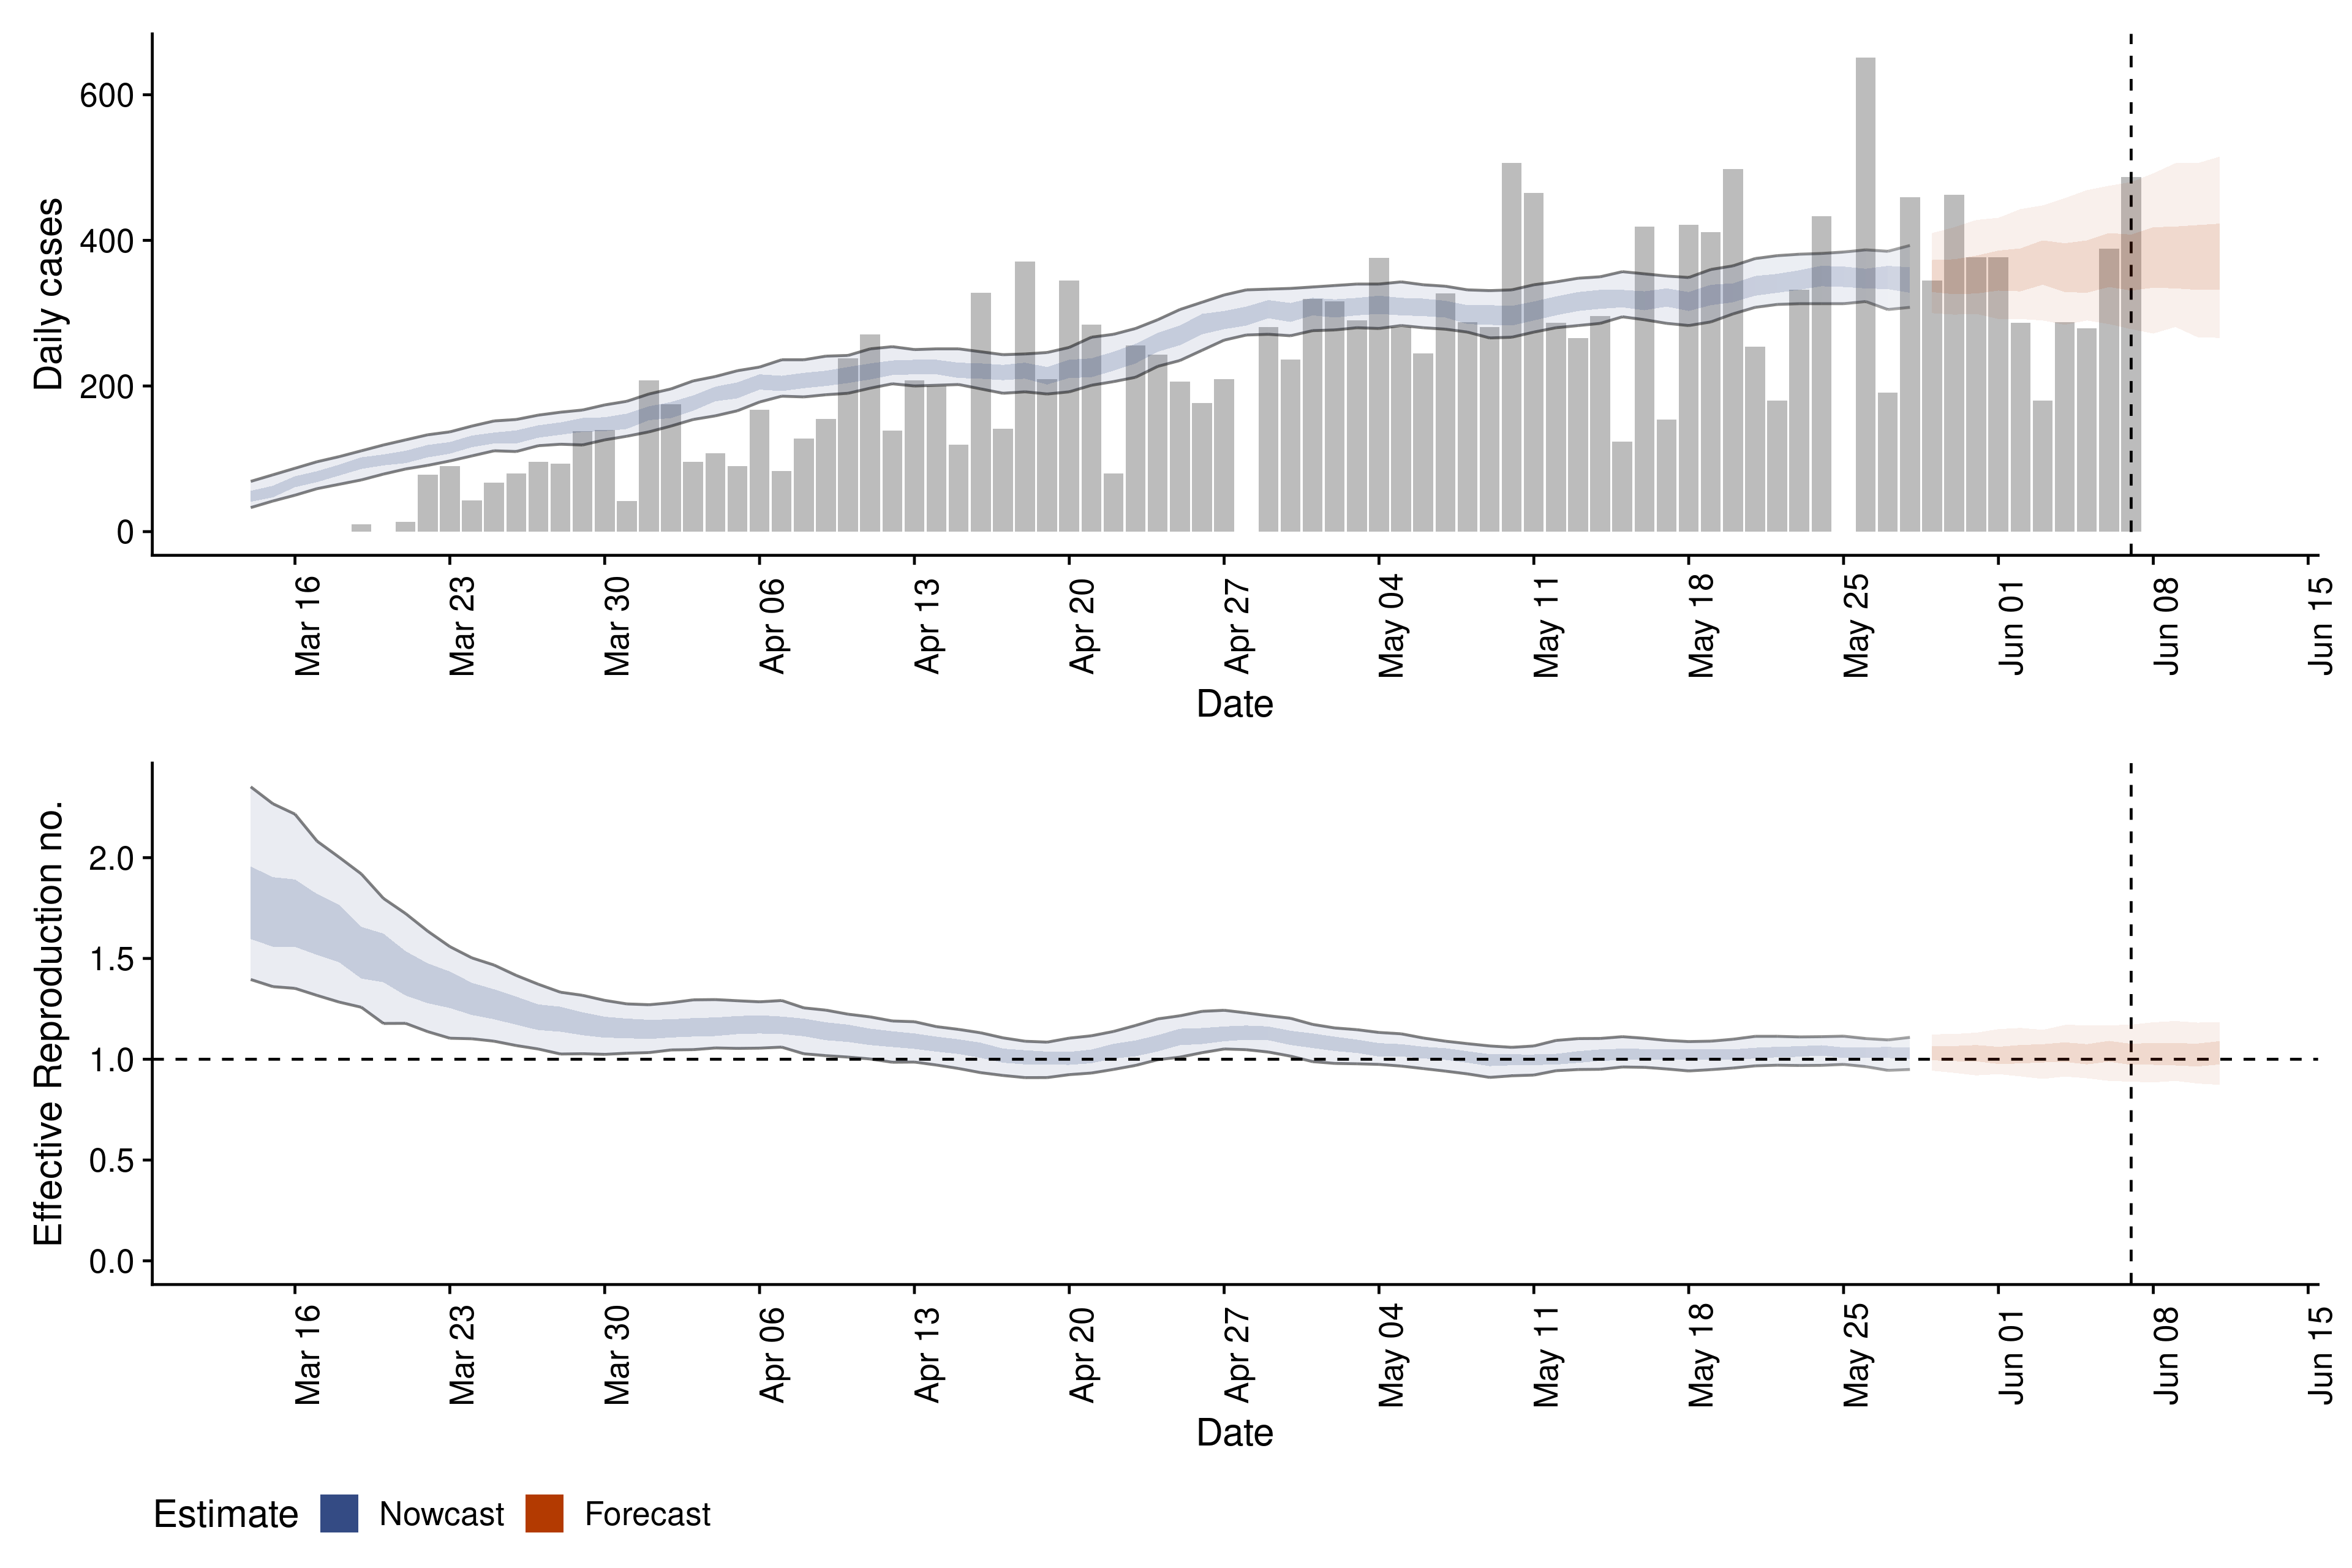 Daily cases
600
400
200
0
Mar 16
Mar 23
Mar 30
Apr 06
Apr 13
Apr 20
Apr 27
May 04
May 11
May 18
May 25
Jun 01
Jun 08
Jun 15
Date
Effective Reproduction no.
2.0
1.5
1.0
0.5
0.0
Mar 16
Mar 23
Mar 30
Apr 06
Apr 13
Apr 20
Apr 27
May 04
May 11
May 18
May 25
Jun 01
Jun 08
Jun 15
Date
Estimate Nowcast Forecast